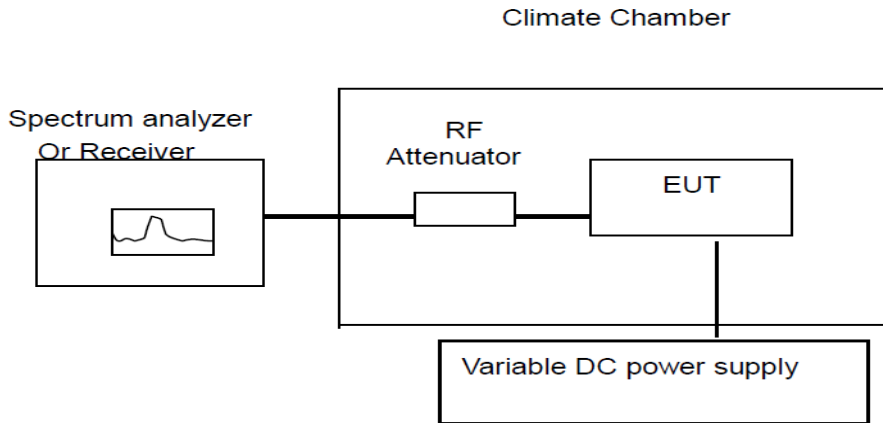 Climate Chamber
Spectrum analyzer
Or Receiver
RF
Attenuator
EUT
Variable DC power supply